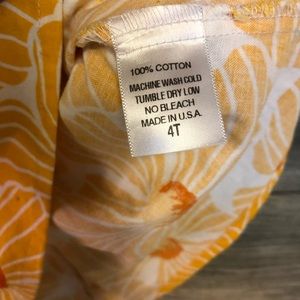 100% COTTON
MACHINE WASH COLD
TUMBLE DRY LOW
NO BLEACH
MADE IN U.S.A.
4T